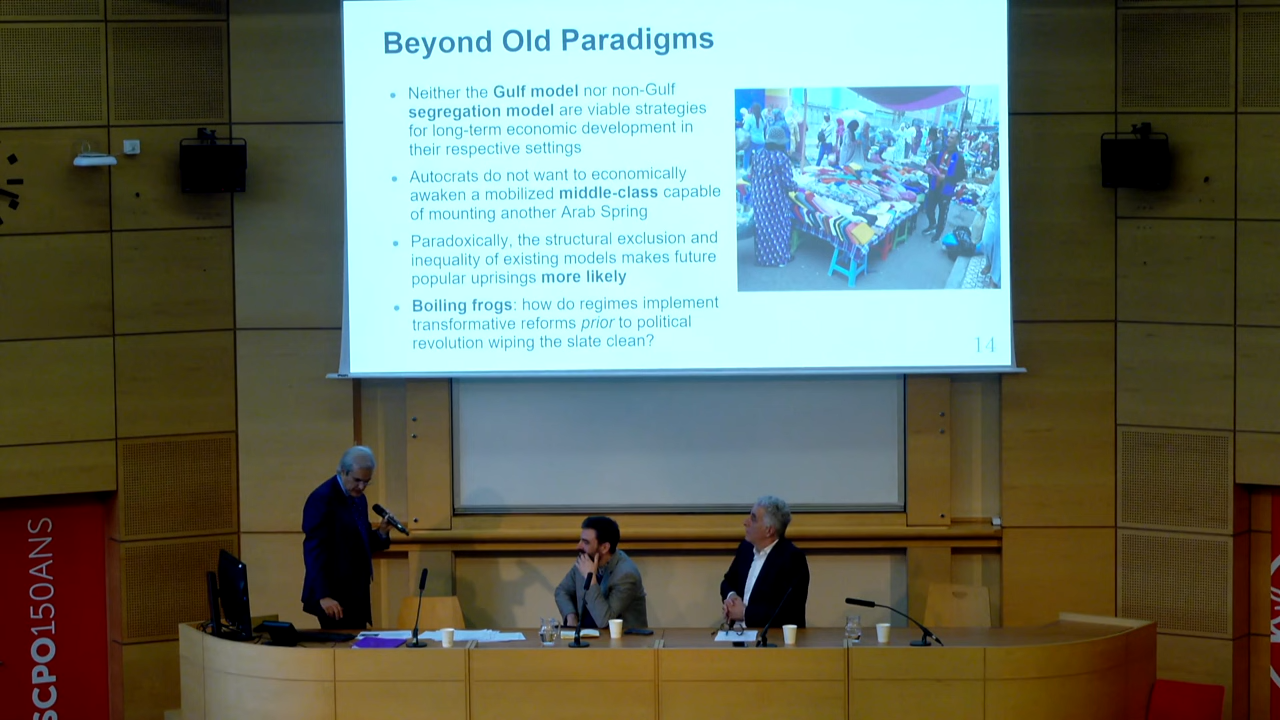 Beyond Old Paradigms
• Neither the Gulf model nor non-Gulf
segregation model are viable strategies
for long-term economic development in
their respective settings
• Autocrats do not want to economically
awaken a mobilized middle-class capable
of mounting another Arab Spring
• Paradoxically, the structural exclusion and
inequality of existing models makes future
popular uprisings more likely
• Boiling frogs: how do regimes implement
transformative reforms prior to political
revolution wiping the slate clean?
14
SCPO150ANS